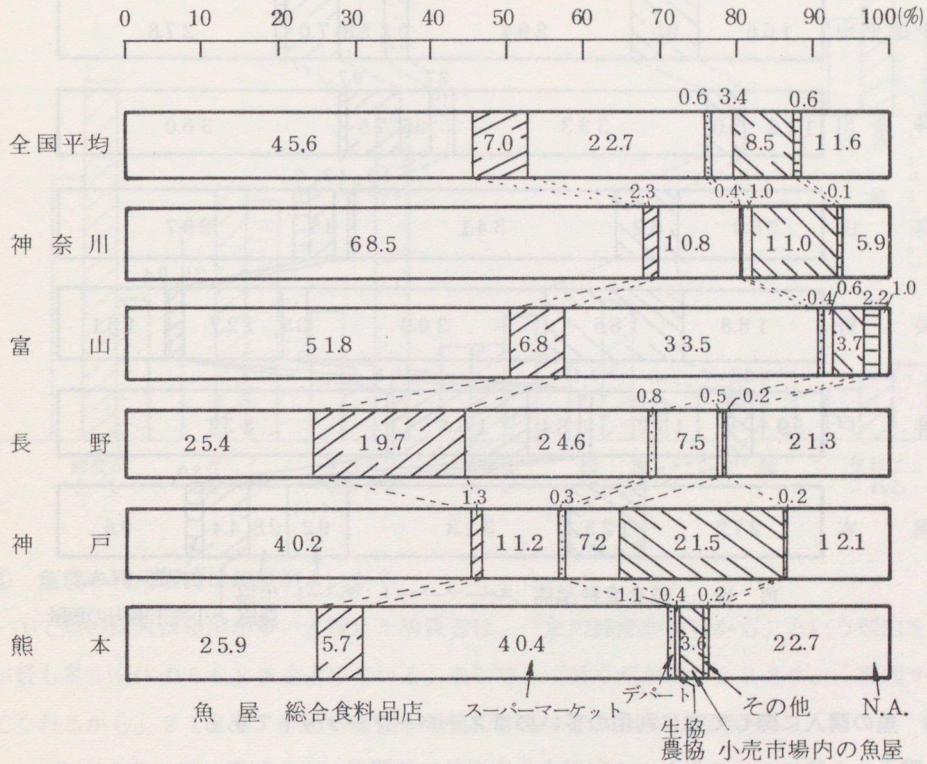 0 10 20 30 40 50 60 70 80 90 100(%)
0.6 3.4 0.6
全国平均 45.6 7.0 22.7 8.5 11.6
2.3 0.4 1.0 0.1
神奈川 68.5 10.8 11.0 5.9
0.4 0.6 2.2 1.0
富山 51.8 6.8 33.5 3.7
0.8 0.5 0.2
長野 25.4 19.7 24.6 7.5 21.3
1.3 0.3 0.2
神戸 40.2 11.2 7.2 21.5 12.1
1.1 0.4 0.2
熊本 25.9 5.7 40.4 3.6 22.7
魚屋 総合食料品店 スーパーマーケット デパート 生協 農協 小売市場内の魚屋 その他 N.A.